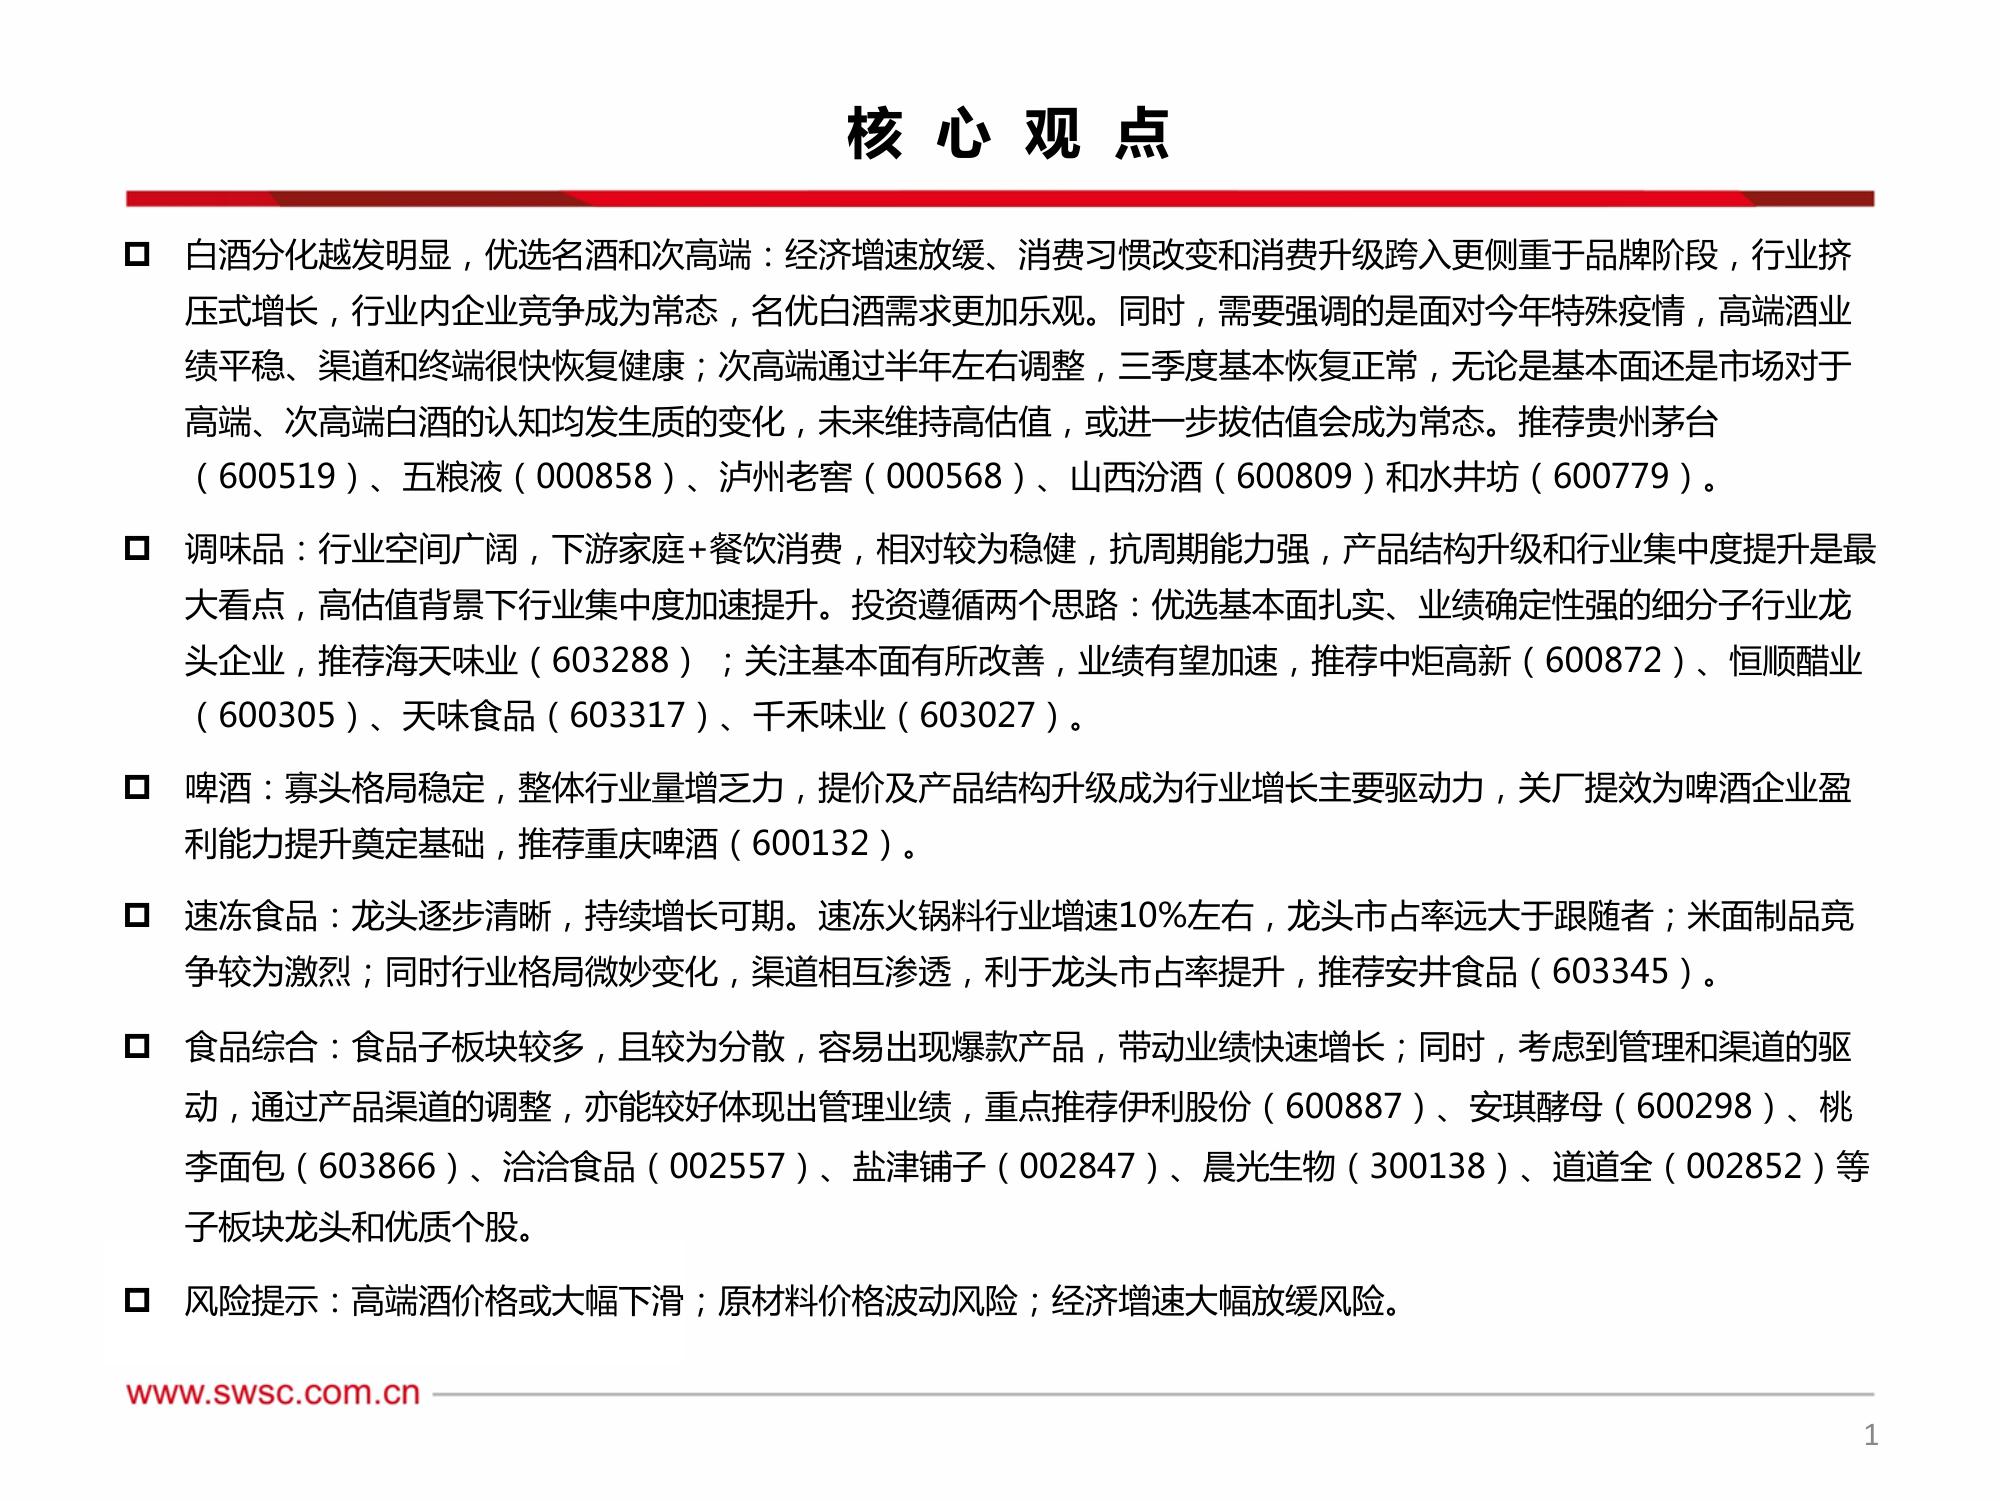 核心观点
白酒分化越发明显，优选名酒和次高端：经济增速放缓、消费习惯改变和消费升级跨入更侧重于品牌阶段，行业挤
压式增长，行业内企业竞争成为常态，名优白酒需求更加乐观。同时，需要强调的是面对今年特殊疫情，高端酒业
绩平稳、渠道和终端很快恢复健康；次高端通过半年左右调整，三季度基本恢复正常，无论是基本面还是市场对于
高端、次高端白酒的认知均发生质的变化，未来维持高估值，或进一步拔估值会成为常态。推荐贵州茅台
（600519）、五粮液（000858）、泸州老窖（000568）、山西汾酒（600809）和水井坊（600779）。
调味品：行业空间广阔，下游家庭+餐饮消费，相对较为稳健，抗周期能力强，产品结构升级和行业集中度提升是最
大看点，高估值背景下行业集中度加速提升。投资遵循两个思路：优选基本面扎实、业绩确定性强的细分子行业龙
头企业，推荐海天味业（603288）；关注基本面有所改善，业绩有望加速，推荐中炬高新（600872）、恒顺醋业
（600305）、天味食品（603317）、千禾味业（603027）。
啤酒：寡头格局稳定，整体行业量增乏力，提价及产品结构升级成为行业增长主要驱动力，关厂提效为啤酒企业盈
利能力提升奠定基础，推荐重庆啤酒（600132）。
速冻食品：龙头逐步清晰，持续增长可期。速冻火锅料行业增速10%左右，龙头市占率远大于跟随者；米面制品竞
争较为激烈；同时行业格局微妙变化，渠道相互渗透，利于龙头市占率提升，推荐安井食品（603345）。
食品综合：食品子板块较多，且较为分散，容易出现爆款产品，带动业绩快速增长；同时，考虑到管理和渠道的驱
动，通过产品渠道的调整，亦能较好体现出管理业绩，重点推荐伊利股份（600887）、安琪酵母（600298）、桃
李面包（603866）、洽洽食品（002557）、盐津铺子（002847）、晨光生物（300138）、道道全（002852）等
子板块龙头和优质个股。
风险提示：高端酒价格或大幅下滑；原材料价格波动风险；经济增速大幅放缓风险。
www.swsc.com.cn
1